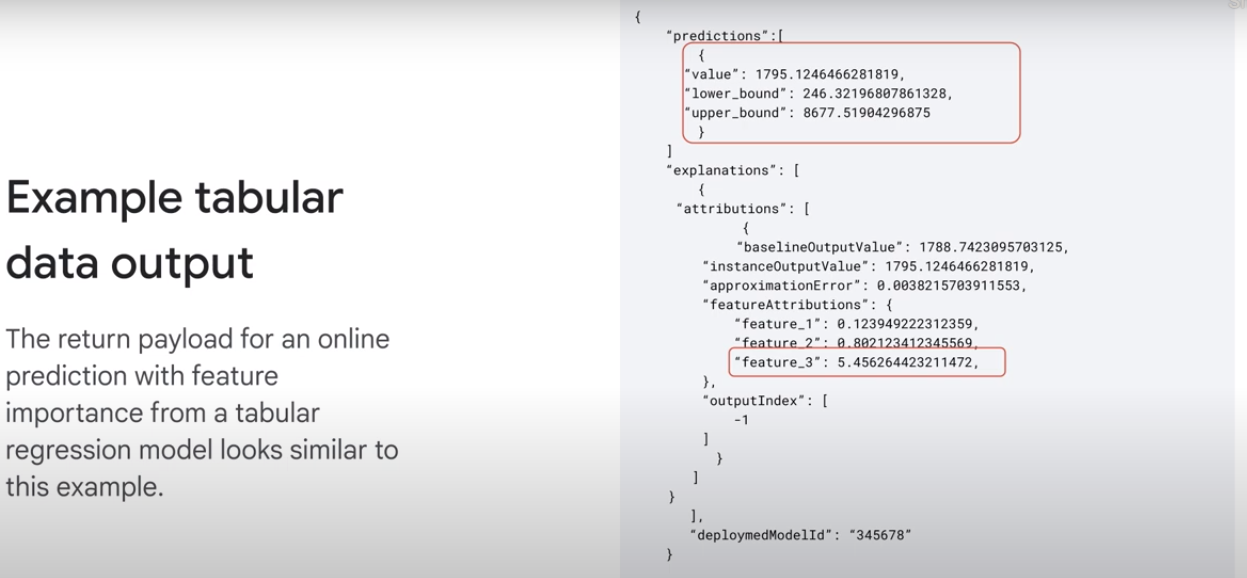 Example tabular
data output
The return payload for an online
prediction with feature
importance from a tabular
regression model looks similar to
this example.
{
"predictions":[
{
"value": 1795.1246466281819,
"lower_bound": 246.32196807861328,
"upper_bound": 8677.51904296875
}
]
"explanations": [
{
"attributions": [
{
"baselineOutputValue": 1788.7423095703125,
"instanceOutputValue": 1795.1246466281819,
"approximationError": 0.0038215703911553,
"featureAttributions": {
"feature_1": 0.123949222312359,
"feature_2": 0.802123412345569,
"feature_3": 5.456264423211472,
},
"outputIndex": [
-1
]
}
]
}
],
"deploymedModelId": "345678"
}